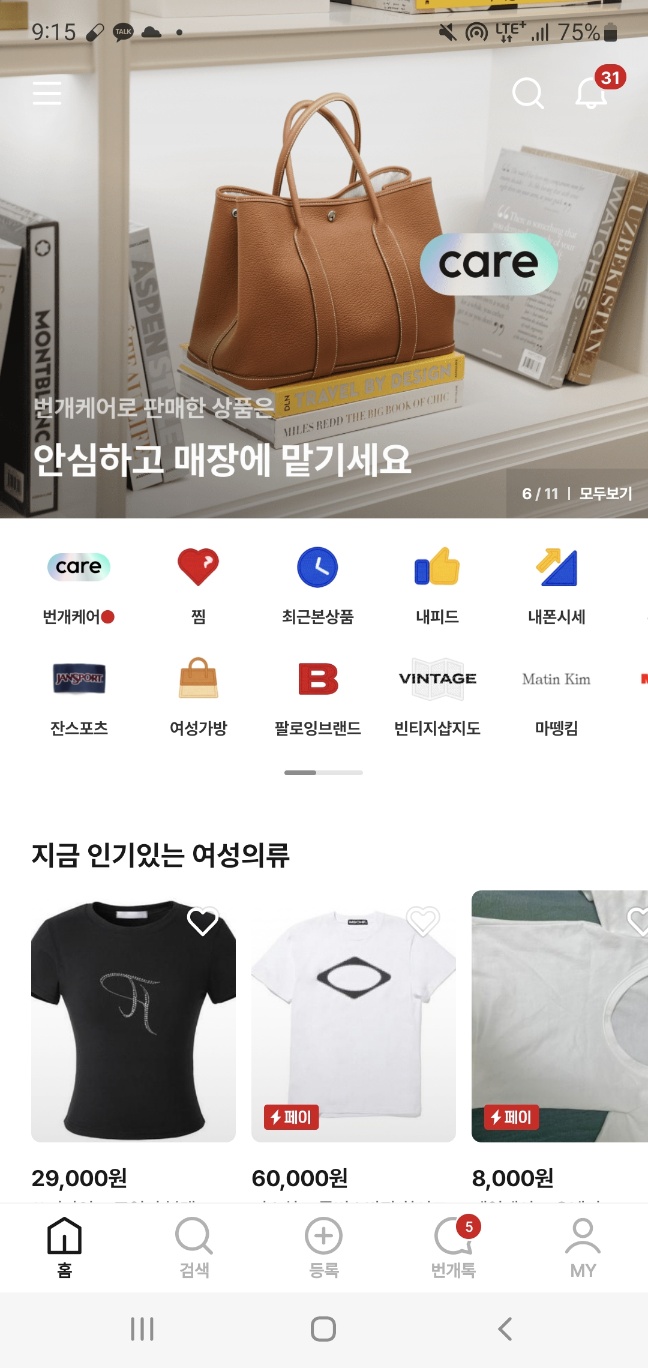 9:15
TALK
LTE+
75%
31
care
"There is something that
WATCHES
UZBEKISTAN
MONTBLANC
ASPEN
DLN
TRAVEL BY DESIGN
MILES REDD THE BIG BOOK OF CHIC
번개케어로 판매한 상품은
안심하고 매장에 맡기세요
6 / 11 | 모두보기
care
번개케어
찜
최근본상품
내피드
내폰시세
JANSPORT
B
VINTAGE
Matin Kim
잔스포츠
여성가방
팔로잉브랜드
빈티지샵지도
마뗑킴
지금 인기있는 여성의류
페이
페이
29,000원
60,000원
8,000원
5
홈
검색
등록
번개톡
MY